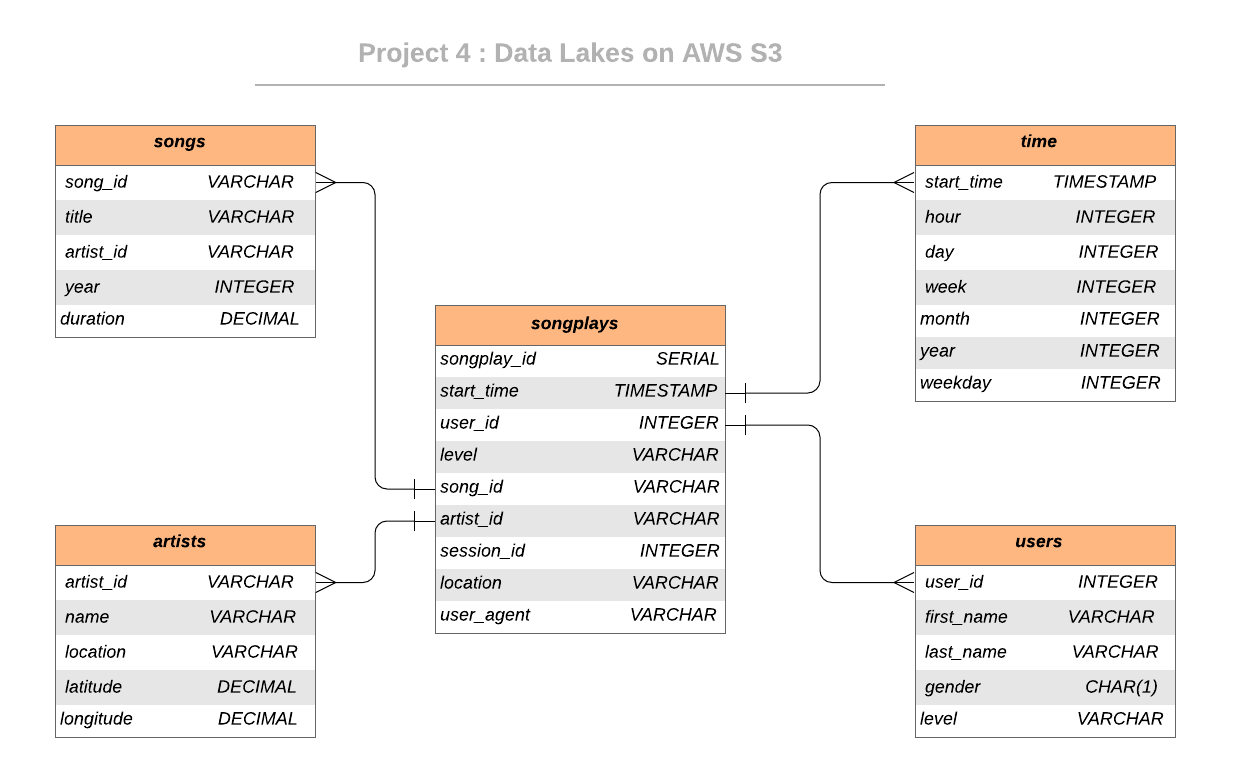 Project 4 : Data Lakes on AWS S3
songs
song_id VARCHAR
title VARCHAR
artist_id VARCHAR
year INTEGER
duration DECIMAL
time
start_time TIMESTAMP
hour INTEGER
day INTEGER
week INTEGER
month INTEGER
year INTEGER
weekday INTEGER
songplays
songplay_id SERIAL
start_time TIMESTAMP
user_id INTEGER
level VARCHAR
song_id VARCHAR
artist_id VARCHAR
session_id INTEGER
location VARCHAR
user_agent VARCHAR
artists
artist_id VARCHAR
name VARCHAR
location VARCHAR
latitude DECIMAL
longitude DECIMAL
users
user_id INTEGER
first_name VARCHAR
last_name VARCHAR
gender CHAR(1)
level VARCHAR